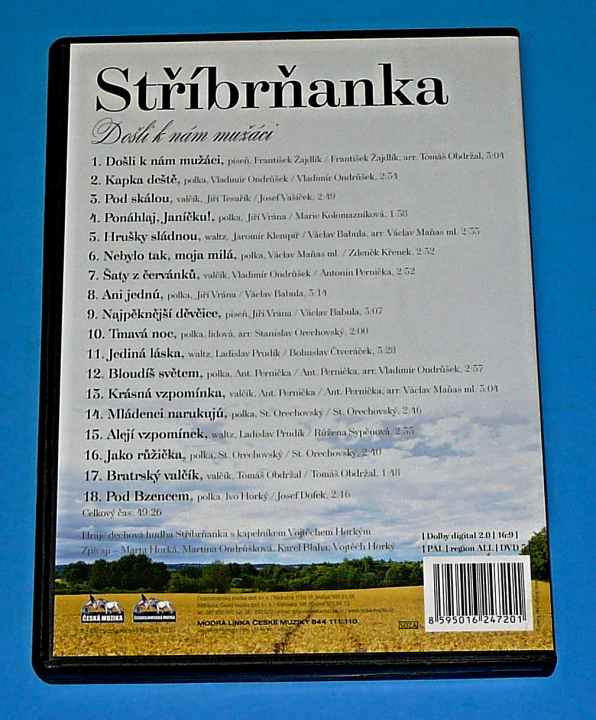 Stříbrňanka
Došli k nám mužáci
1. Došli k nám mužáci, píseň, František Zajdlík / František Zajdlík, arr. Tomáš Obdržal, 3:04
2. Kapka deště, polka, Vladimír Ondrůšek / Vladimír Ondrůšek, 2:54
3. Pod skálou, valčík, Jiří Tesařík / Josef Vašíček, 2:49
4. Ponáhlaj, Janíčku!, polka, Jiří Vrána / Marie Kolomazníková, 1:58
5. Hrušky sládnou, waltz, Jaromír Klempíř / Václav Babula, arr. Václav Maňas ml. 2:55
6. Nebylo tak, moja milá, polka, Václav Maňas ml. / Zdeněk Křenek, 2:52
7. Šaty z červánků, valčík, Vladimír Ondrůšek / Antonín Pernička, 2:52
8. Ani jednú, polka, Jiří Vrána / Václav Babula, 3:14
9. Najpěknější děvčice, píseň, Jiří Vrána / Václav Babula, 3:07
10. Tmavá noc, polka, lidová, arr. Stanislav Orechovský, 2:00
11. Jediná láska, waltz, Ladislav Prudík / Bohuslav Čtveráček, 3:28
12. Bloudíš světem, polka, Ant. Pernička / Ant. Pernička, arr. Vladimír Ondrůšek, 2:57
13. Krásná vzpomínka, valčík, Ant. Pernička / Ant. Pernička, arr. Václav Maňas ml. 3:04
14. Mládenci narukujú, polka, St. Orechovský / St. Orechovský, 2:46
15. Alejí vzpomínek, waltz, Ladislav Prudík / Růžena Sypěnová, 2:55
16. Jako růžička, polka, St. Orechovský / St. Orechovský, 2:40
17. Bratrský valčík, valčík, Tomáš Obdržal / Tomáš Obdržal, 1:48
18. Pod Bzencem, polka, Ivo Horký / Josef Dofek, 2:16
Celkový čas: 49:26
Hraje dechová hudba Stříbrňanka s kapelníkem Vojtěchem Horkým
Zpívají – Marta Horká, Martina Ondrůšková, Karel Blaha, Vojtěch Horký
| Dolby digital 2.0 | 16:9 |
| PAL | region ALL | DVD 5
ČESKÁ MUZIKA
ČESKOSLOVENSKÁ MUZIKA
MODRÁ LINKA ČESKÉ MUZIKY 844 111 110
8 595016 247201